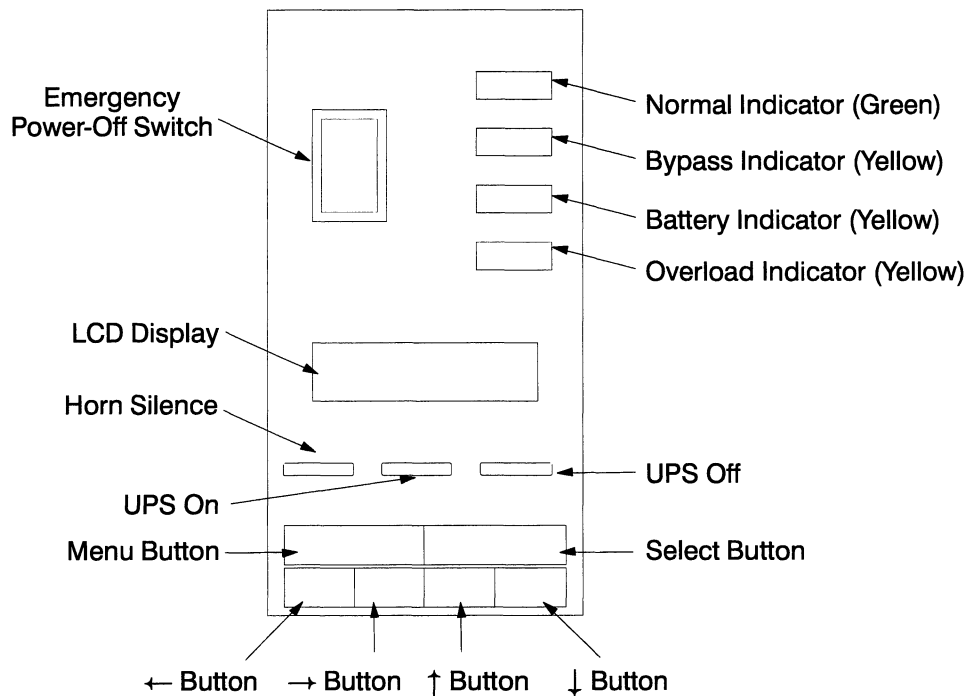 Emergency
Power-Off Switch
Normal Indicator (Green)
Bypass Indicator (Yellow)
Battery Indicator (Yellow)
Overload Indicator (Yellow)
LCD Display
Horn Silence
UPS On
UPS Off
Menu Button
Select Button
← Button
→ Button
↑ Button
↓ Button